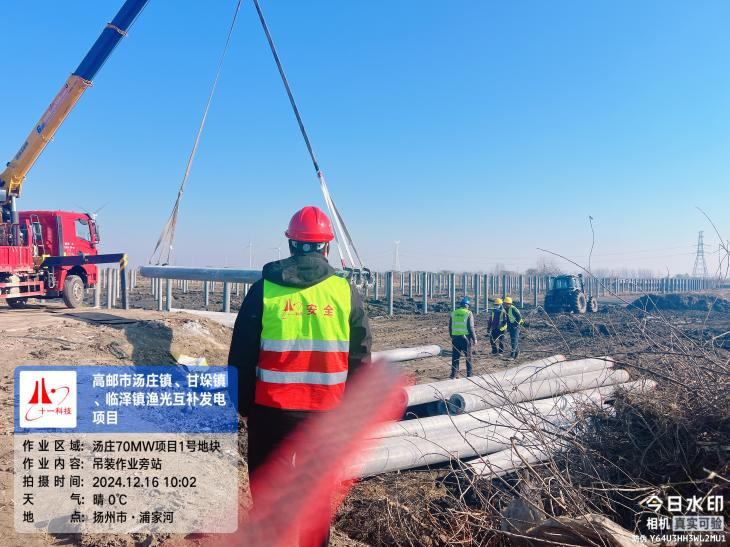 安全
十一科技
高邮市汤庄镇、甘垛镇
、临泽镇渔光互补发电
项目
作业区域: 汤庄70MW项目1号地块
作业内容: 吊装作业旁站
拍摄时间: 2024.12.16 10:02
天气: 晴 0℃
地点: 扬州市·浦家河
今日水印
相机 真实可验
防伪 Y64U3HH3WL2MU1